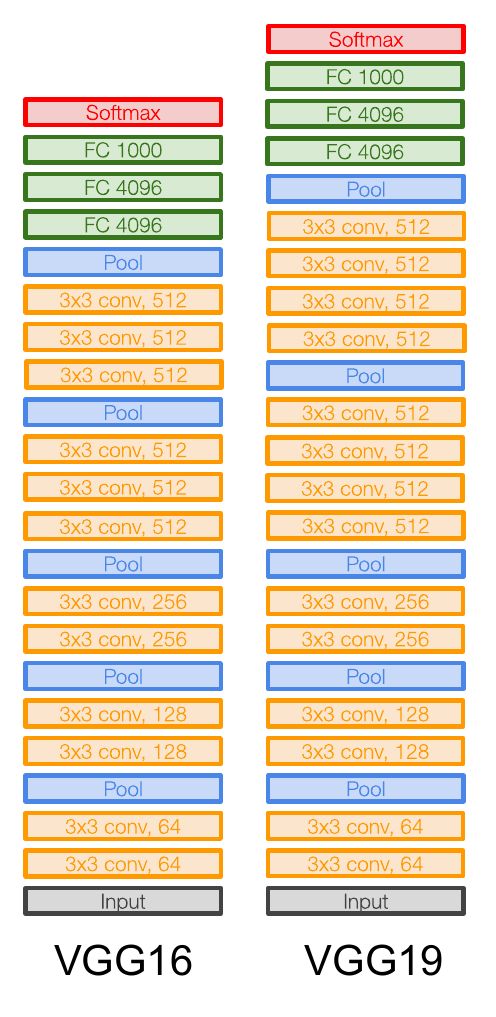 Softmax
FC 1000
FC 4096
FC 4096
Pool
3x3 conv, 512
3x3 conv, 512
3x3 conv, 512
Pool
3x3 conv, 512
3x3 conv, 512
3x3 conv, 512
Pool
3x3 conv, 256
3x3 conv, 256
Pool
3x3 conv, 128
3x3 conv, 128
Pool
3x3 conv, 64
3x3 conv, 64
Input
VGG16
Softmax
FC 1000
FC 4096
FC 4096
Pool
3x3 conv, 512
3x3 conv, 512
3x3 conv, 512
3x3 conv, 512
Pool
3x3 conv, 512
3x3 conv, 512
3x3 conv, 512
3x3 conv, 512
Pool
3x3 conv, 256
3x3 conv, 256
Pool
3x3 conv, 128
3x3 conv, 128
Pool
3x3 conv, 64
3x3 conv, 64
Input
VGG19